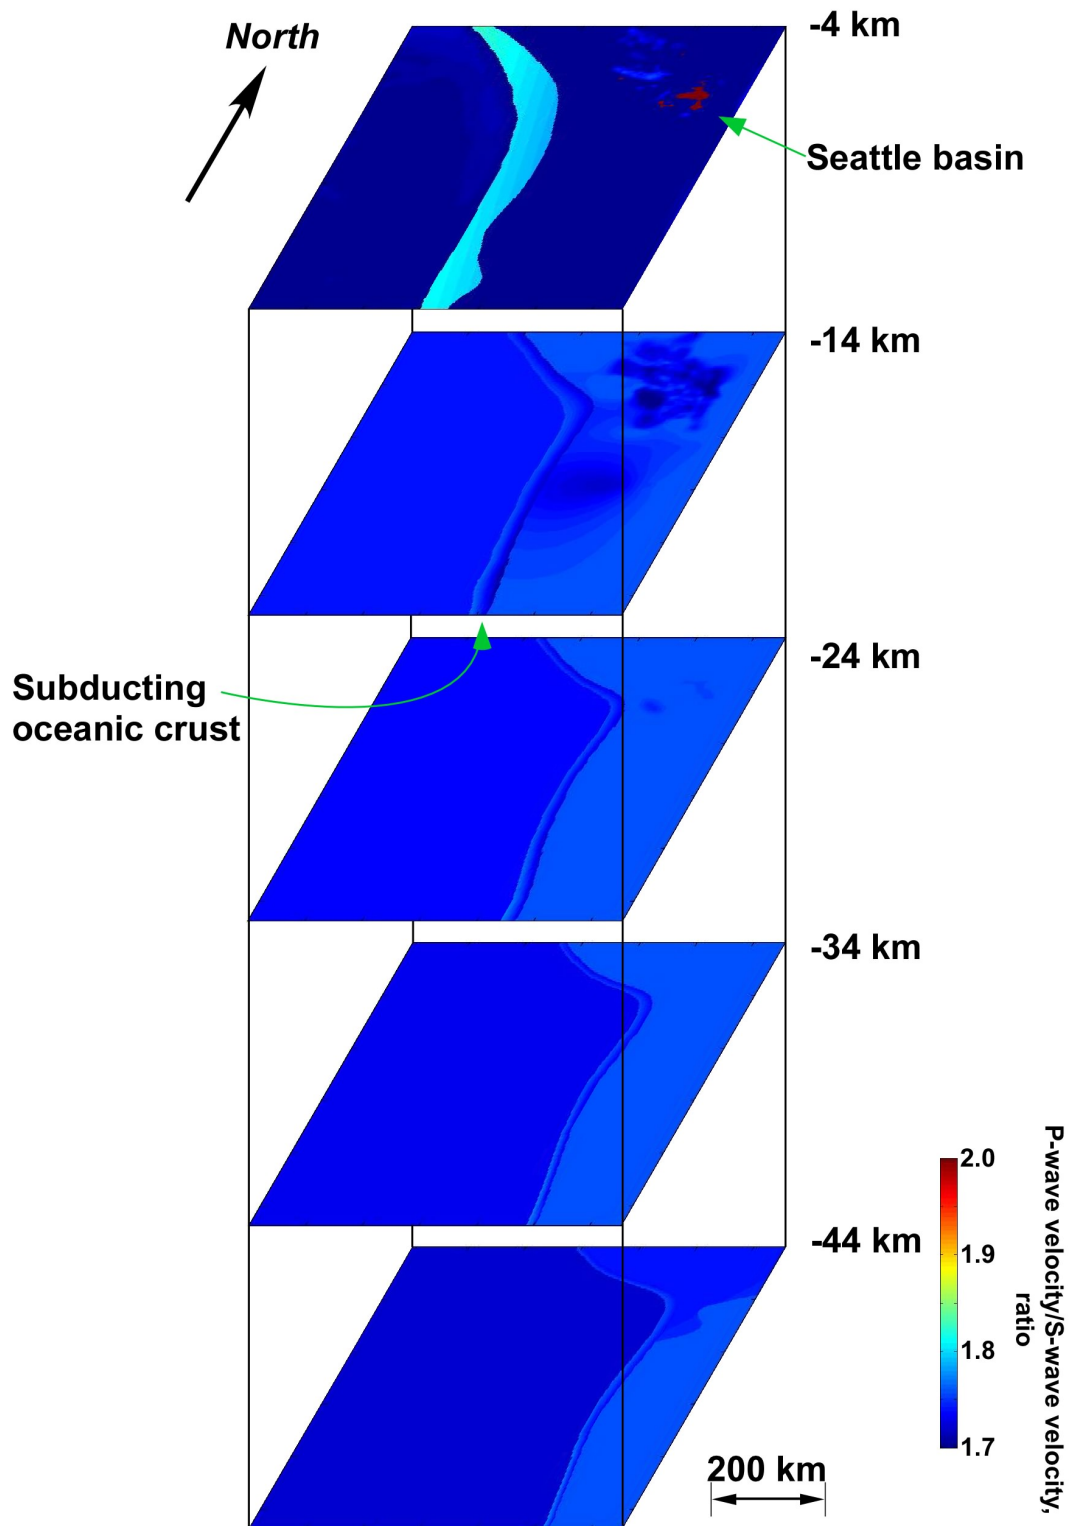 North
-4 km
Seattle basin
-14 km
-24 km
Subducting
oceanic crust
-34 km
-44 km
2.0
1.9
1.8
1.7
P-wave velocity/S-wave velocity,
ratio
200 km